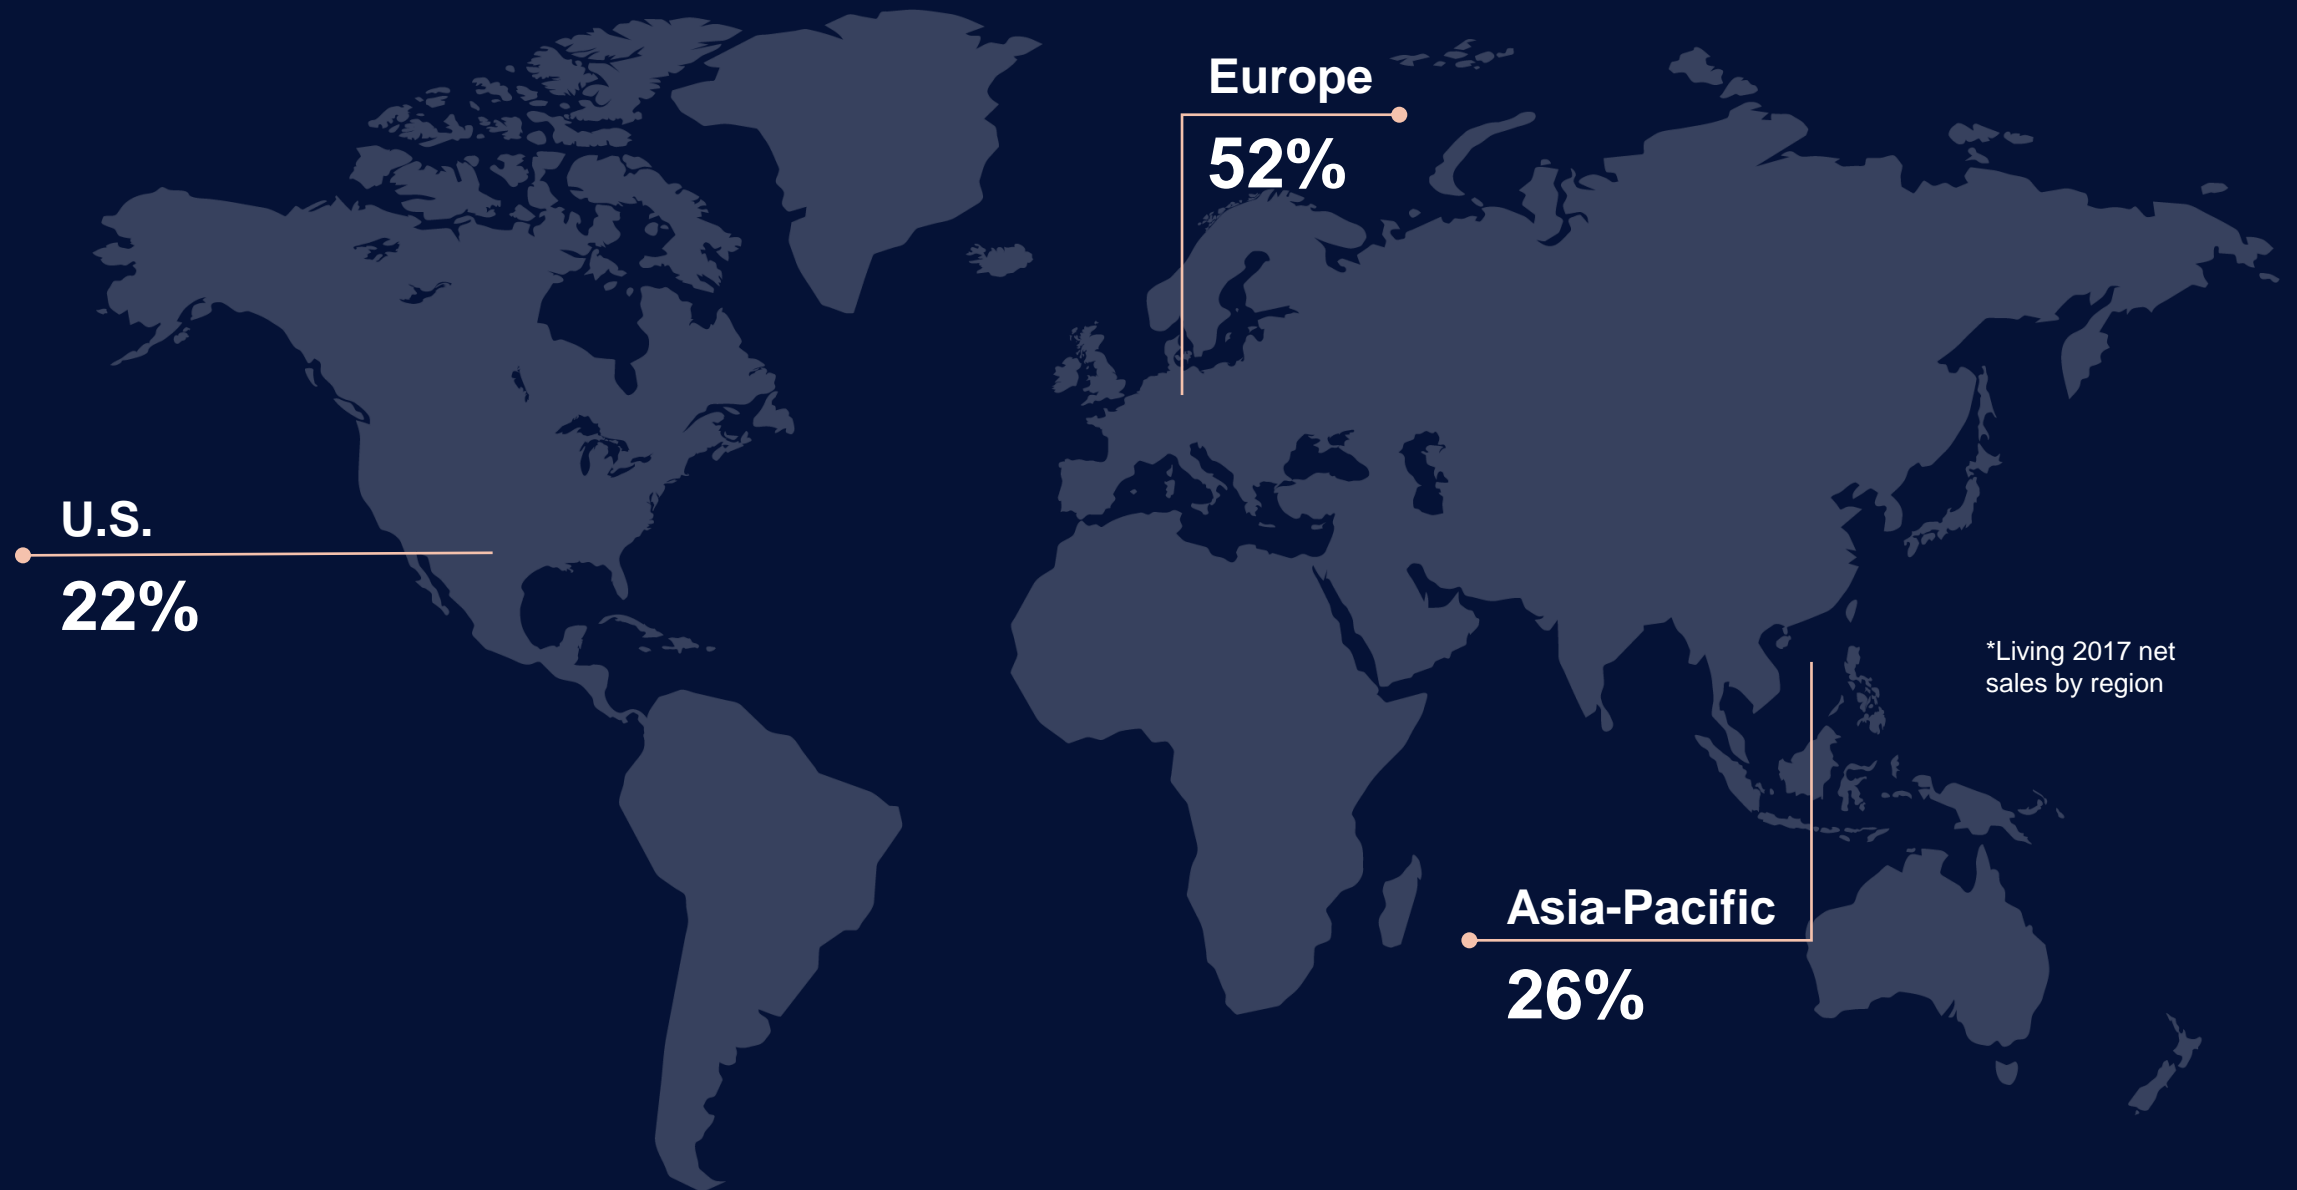 Europe
52%
U.S.
22%
*Living 2017 net
sales by region
Asia-Pacific
26%